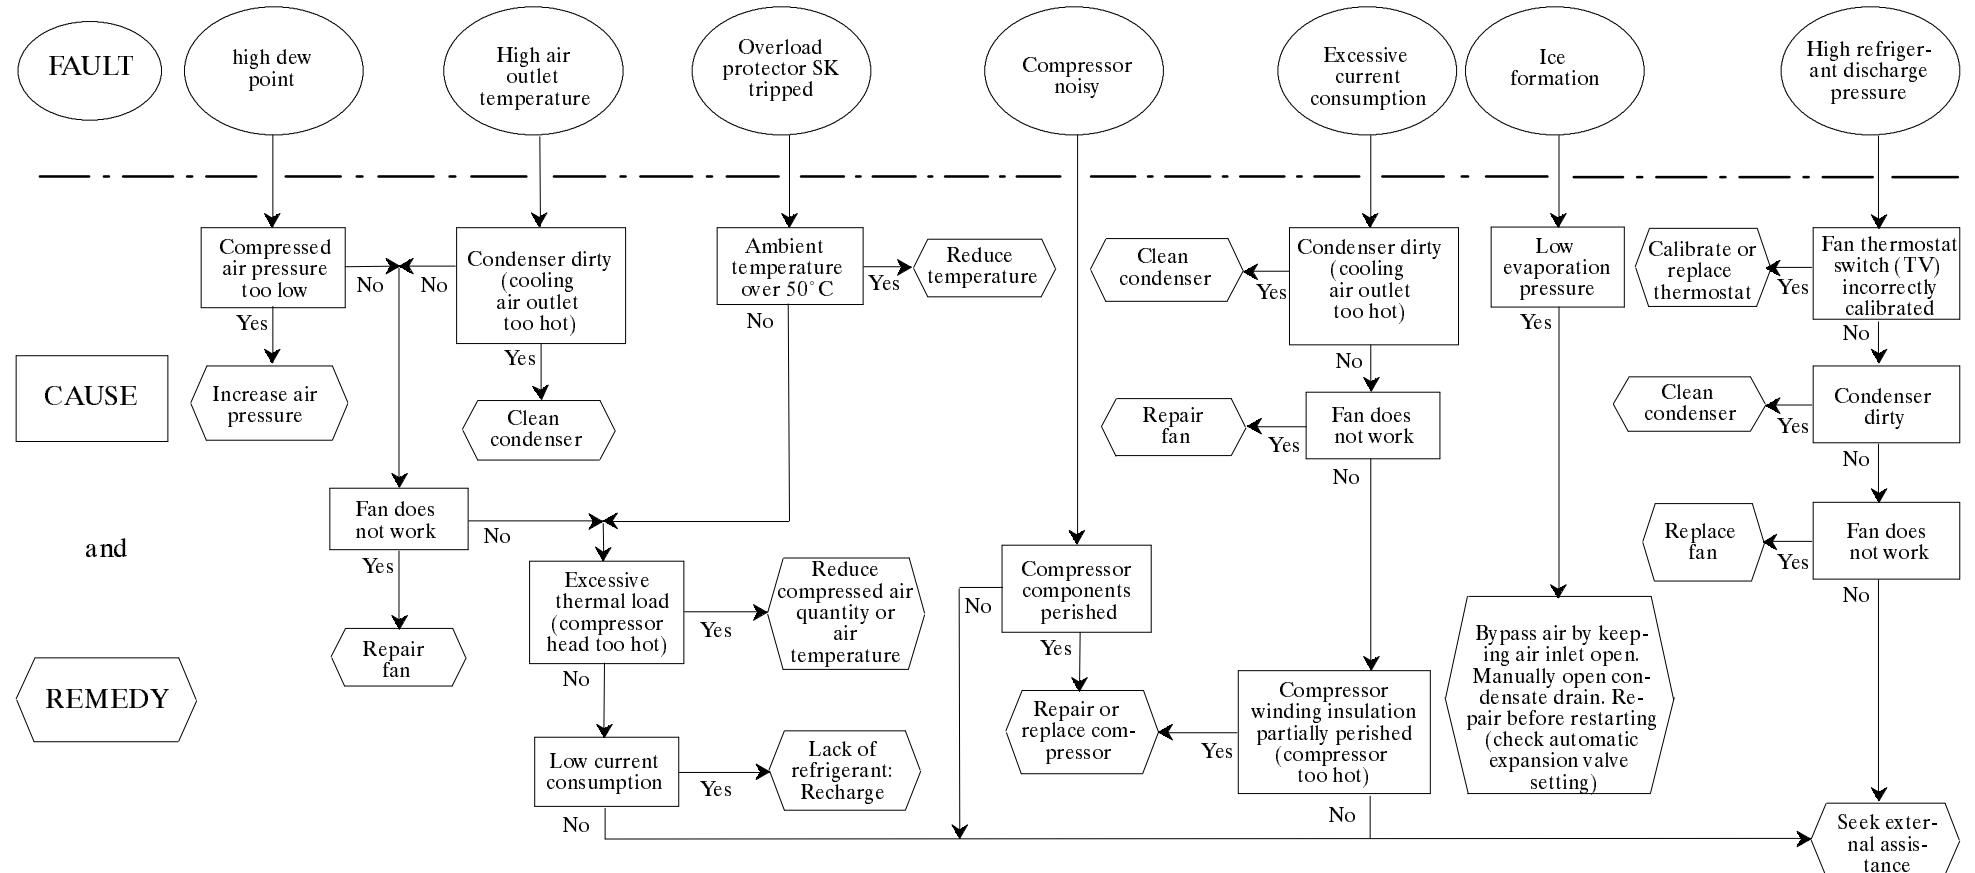 FAULT
high dew
point
High air
outlet
temperature
Overload
protector SK
tripped
Compressor
noisy
Excessive
current
consumption
Ice
formation
High refriger-
ant discharge
pressure
Compressed
air pressure
too low
No
Yes
Increase air
pressure
No
Condenser dirty
(cooling
air outlet
too hot)
Yes
Clean
condenser
Ambient
temperature
over 50°C
Yes
Reduce
temperature
No
Clean
condenser
Yes
Condenser dirty
(cooling
air outlet
too hot)
No
Low
evaporation
pressure
Yes
Calibrate or
replace
thermostat
Yes
Fan thermostat
switch (TV)
incorrectly
calibrated
No
CAUSE
Repair
fan
Yes
Fan does
not work
No
Clean
condenser
Yes
Condenser
dirty
No
Fan does
not work
No
Yes
Repair
fan
and
Excessive
thermal load
(compressor
head too hot)
Yes
Reduce
compressed air
quantity or
air
temperature
No
No
Compressor
components
perished
Yes
Replace
fan
Yes
Fan does
not work
No
REMEDY
Low current
consumption
Yes
Lack of
refrigerant:
Recharge
No
Repair or
replace com-
pressor
Yes
Compressor
winding insulation
partially perished
(compressor
too hot)
No
Bypass air by keep-
ing air inlet open.
Manually open con-
densate drain. Re-
pair before restarting
(check automatic
expansion valve
setting)
Seek exter-
nal assis-
tance